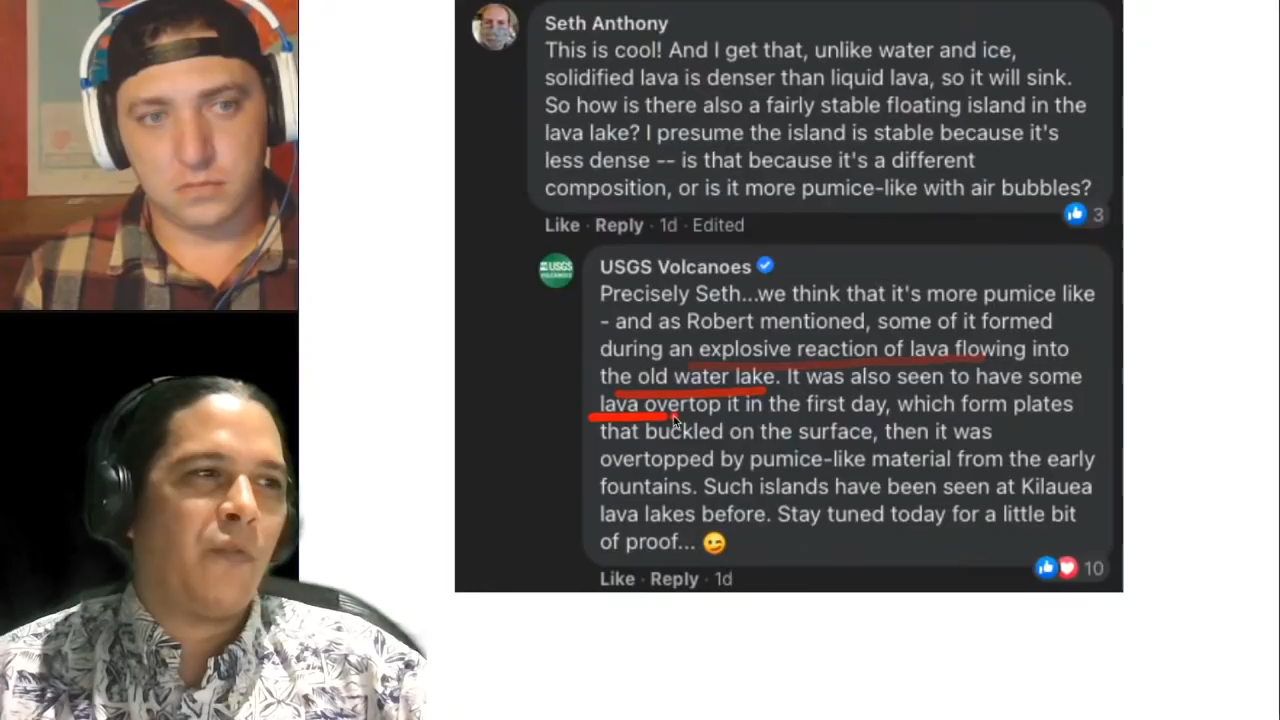 Seth Anthony
This is cool! And I get that, unlike water and ice,
solidified lava is denser than liquid lava, so it will sink.
So how is there also a fairly stable floating island in the
lava lake? I presume the island is stable because it's
less dense -- is that because it's a different
composition, or is it more pumice-like with air bubbles?
3
Like · Reply · 1d · Edited
USGS
VOLCANOES
USGS Volcanoes
Precisely Seth...we think that it's more pumice like
- and as Robert mentioned, some of it formed
during an explosive reaction of lava flowing into
the old water lake. It was also seen to have some
lava overtop it in the first day, which form plates
that buckled on the surface, then it was
overtopped by pumice-like material from the early
fountains. Such islands have been seen at Kilauea
lava lakes before. Stay tuned today for a little bit
of proof... 😉
10
Like · Reply · 1d